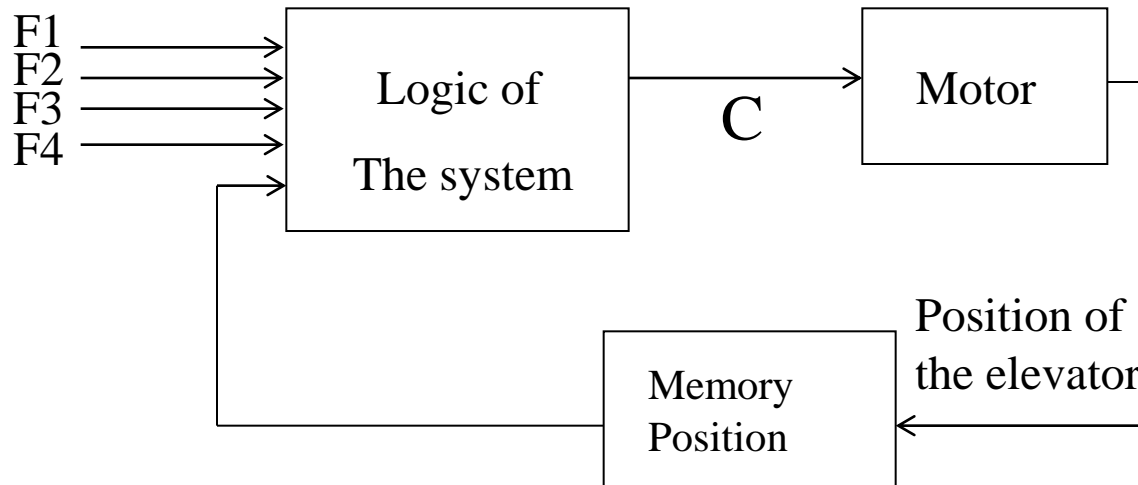 F1
F2
F3
F4
Logic of
The system
C
Motor
Position of
the elevator
Memory
Position